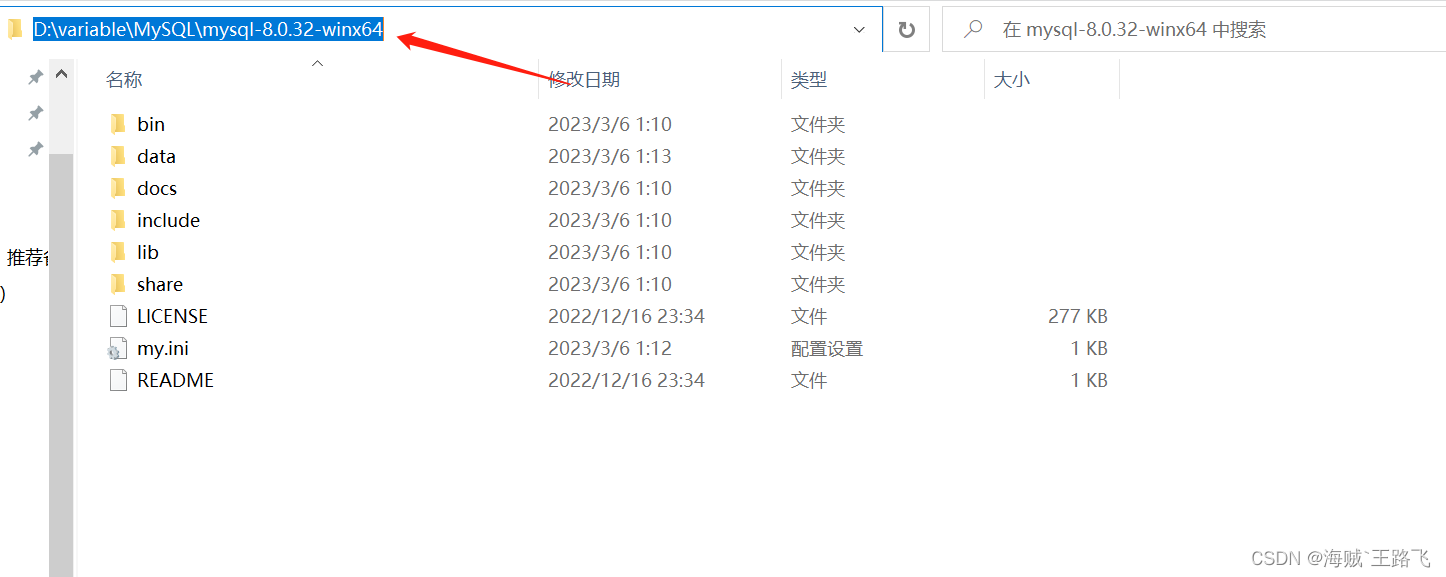 D:\variable\MySQL\mysql-8.0.32-winx64
在 mysql-8.0.32-winx64 中搜索
名称 修改日期 类型 大小
bin 2023/3/6 1:10 文件夹
data 2023/3/6 1:13 文件夹
docs 2023/3/6 1:10 文件夹
include 2023/3/6 1:10 文件夹
推荐
lib 2023/3/6 1:10 文件夹
)
share 2023/3/6 1:10 文件夹
LICENSE 2022/12/16 23:34 文件 277 KB
my.ini 2023/3/6 1:12 配置设置 1 KB
README 2022/12/16 23:34 文件 1 KB
CSDN @海贼`王路飞